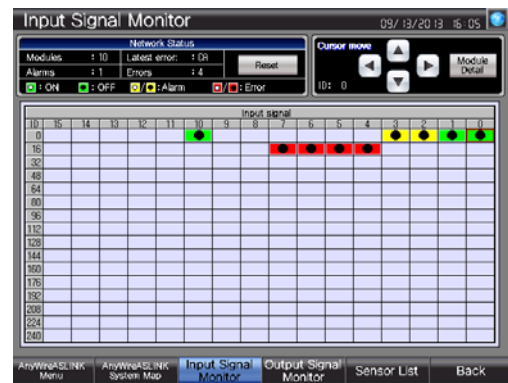 Input Signal Monitor
09/13/2013 16:05
Network Status
Modules : 10 Latest error: : DA
Alarms : 1 Errors : 4
Reset
: ON : OFF / : Alarm / : Error
Cursor move
ID: 0
Module
Detail
Input signal
ID 15 14 13 12 11 10 9 8 7 6 5 4 3 2 1 0
0
16
32
48
64
80
96
112
128
144
160
176
192
208
224
240
AnyWireASLINK
Menu
AnyWireASLINK
System Map
Input Signal
Monitor
Output Signal
Monitor
Sensor List
Back